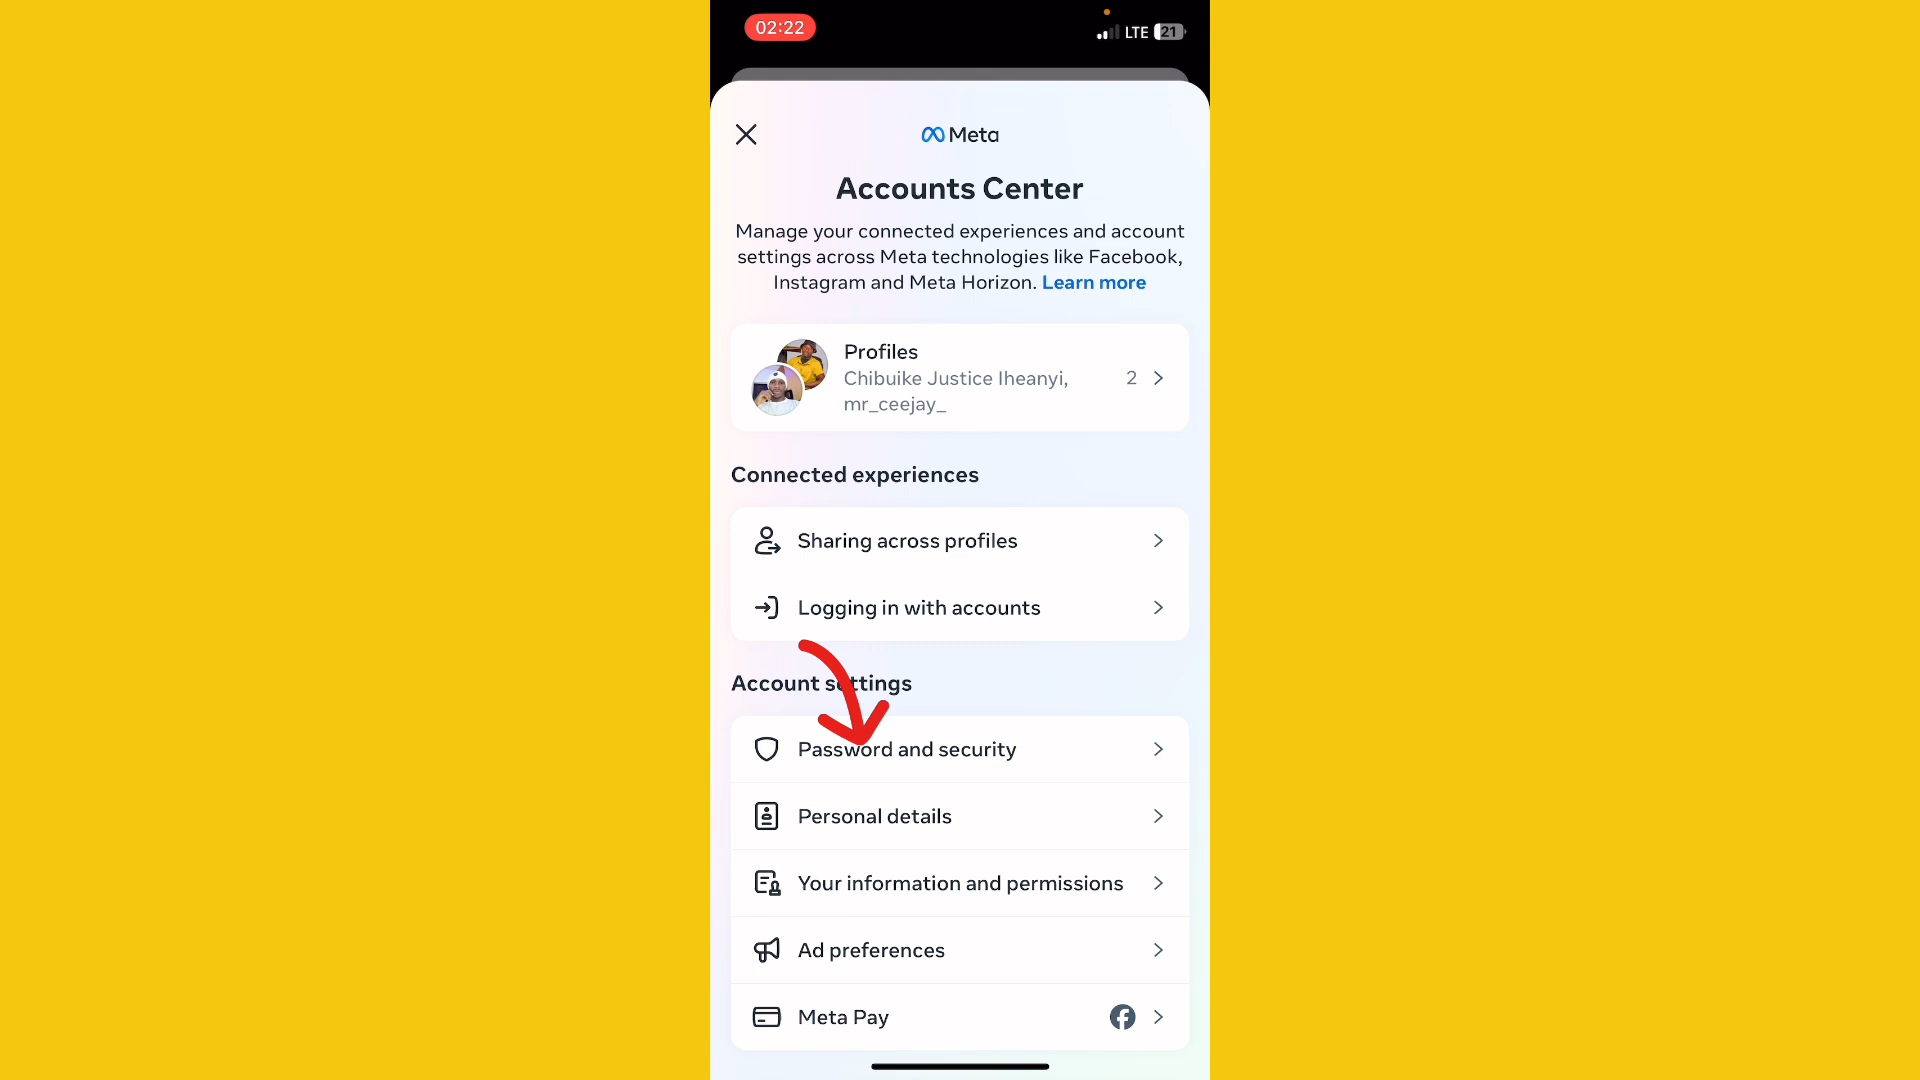 02:22
LTE 21
Meta
Accounts Center
Manage your connected experiences and account
settings across Meta technologies like Facebook,
Instagram and Meta Horizon. Learn more
Profiles
Chibuike Justice Iheanyi,
mr_ceejay_
2
Connected experiences
Sharing across profiles
Logging in with accounts
Account settings
Password and security
Personal details
Your information and permissions
Ad preferences
Meta Pay